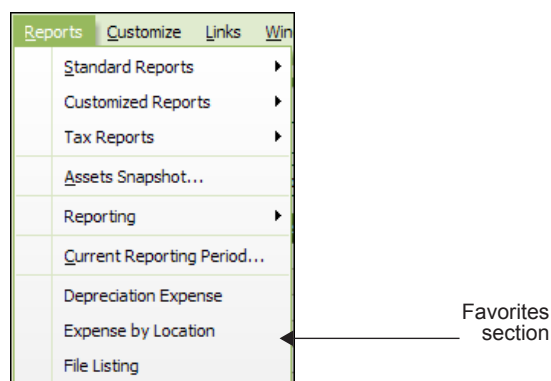 Reports Customize Links Win
Standard Reports
Customized Reports
Tax Reports
Assets Snapshot...
Reporting
Current Reporting Period...
Depreciation Expense
Expense by Location
File Listing
Favorites
section